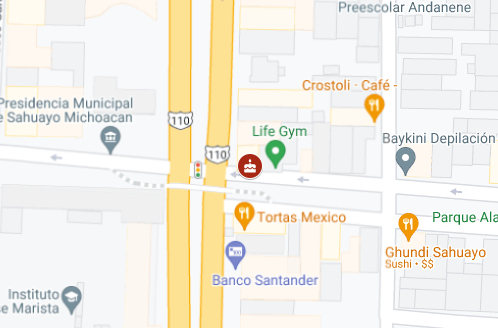 Preescolar Andanene
Crostoli · Café -
Presidencia Municipal
e Sahuayo Michoacan
110
Life Gym
110
Baykini Depilación
Tortas Mexico
Parque Ala
Ghundi Sahuayo
Sushi · $$
Banco Santander
Instituto
e Marista